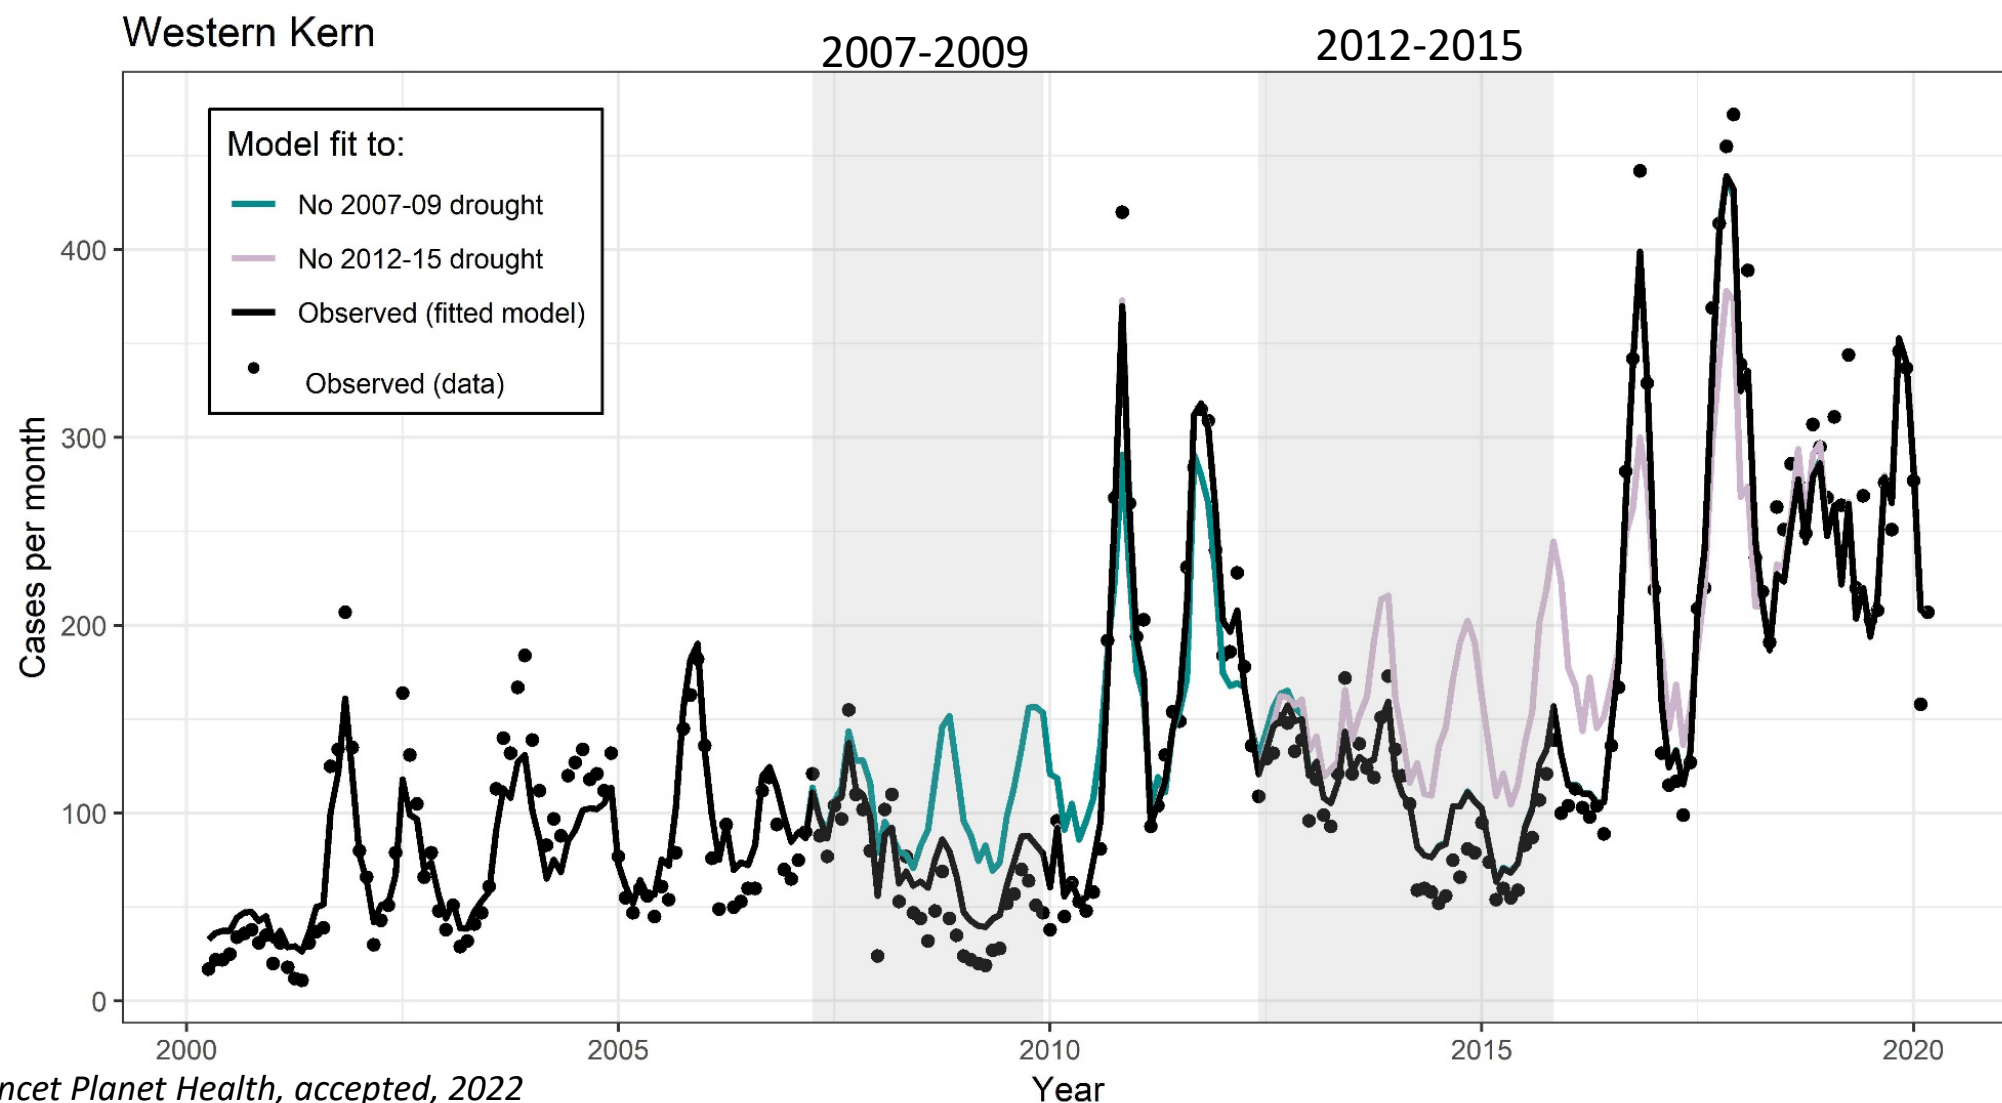 Western Kern
2007-2009
2012-2015
Model fit to:
No 2007-09 drought
No 2012-15 drought
Observed (fitted model)
Observed (data)
Cases per month
400
300
200
100
0
2000
2005
2010
2015
2020
Year
Planet Health, accepted, 2022